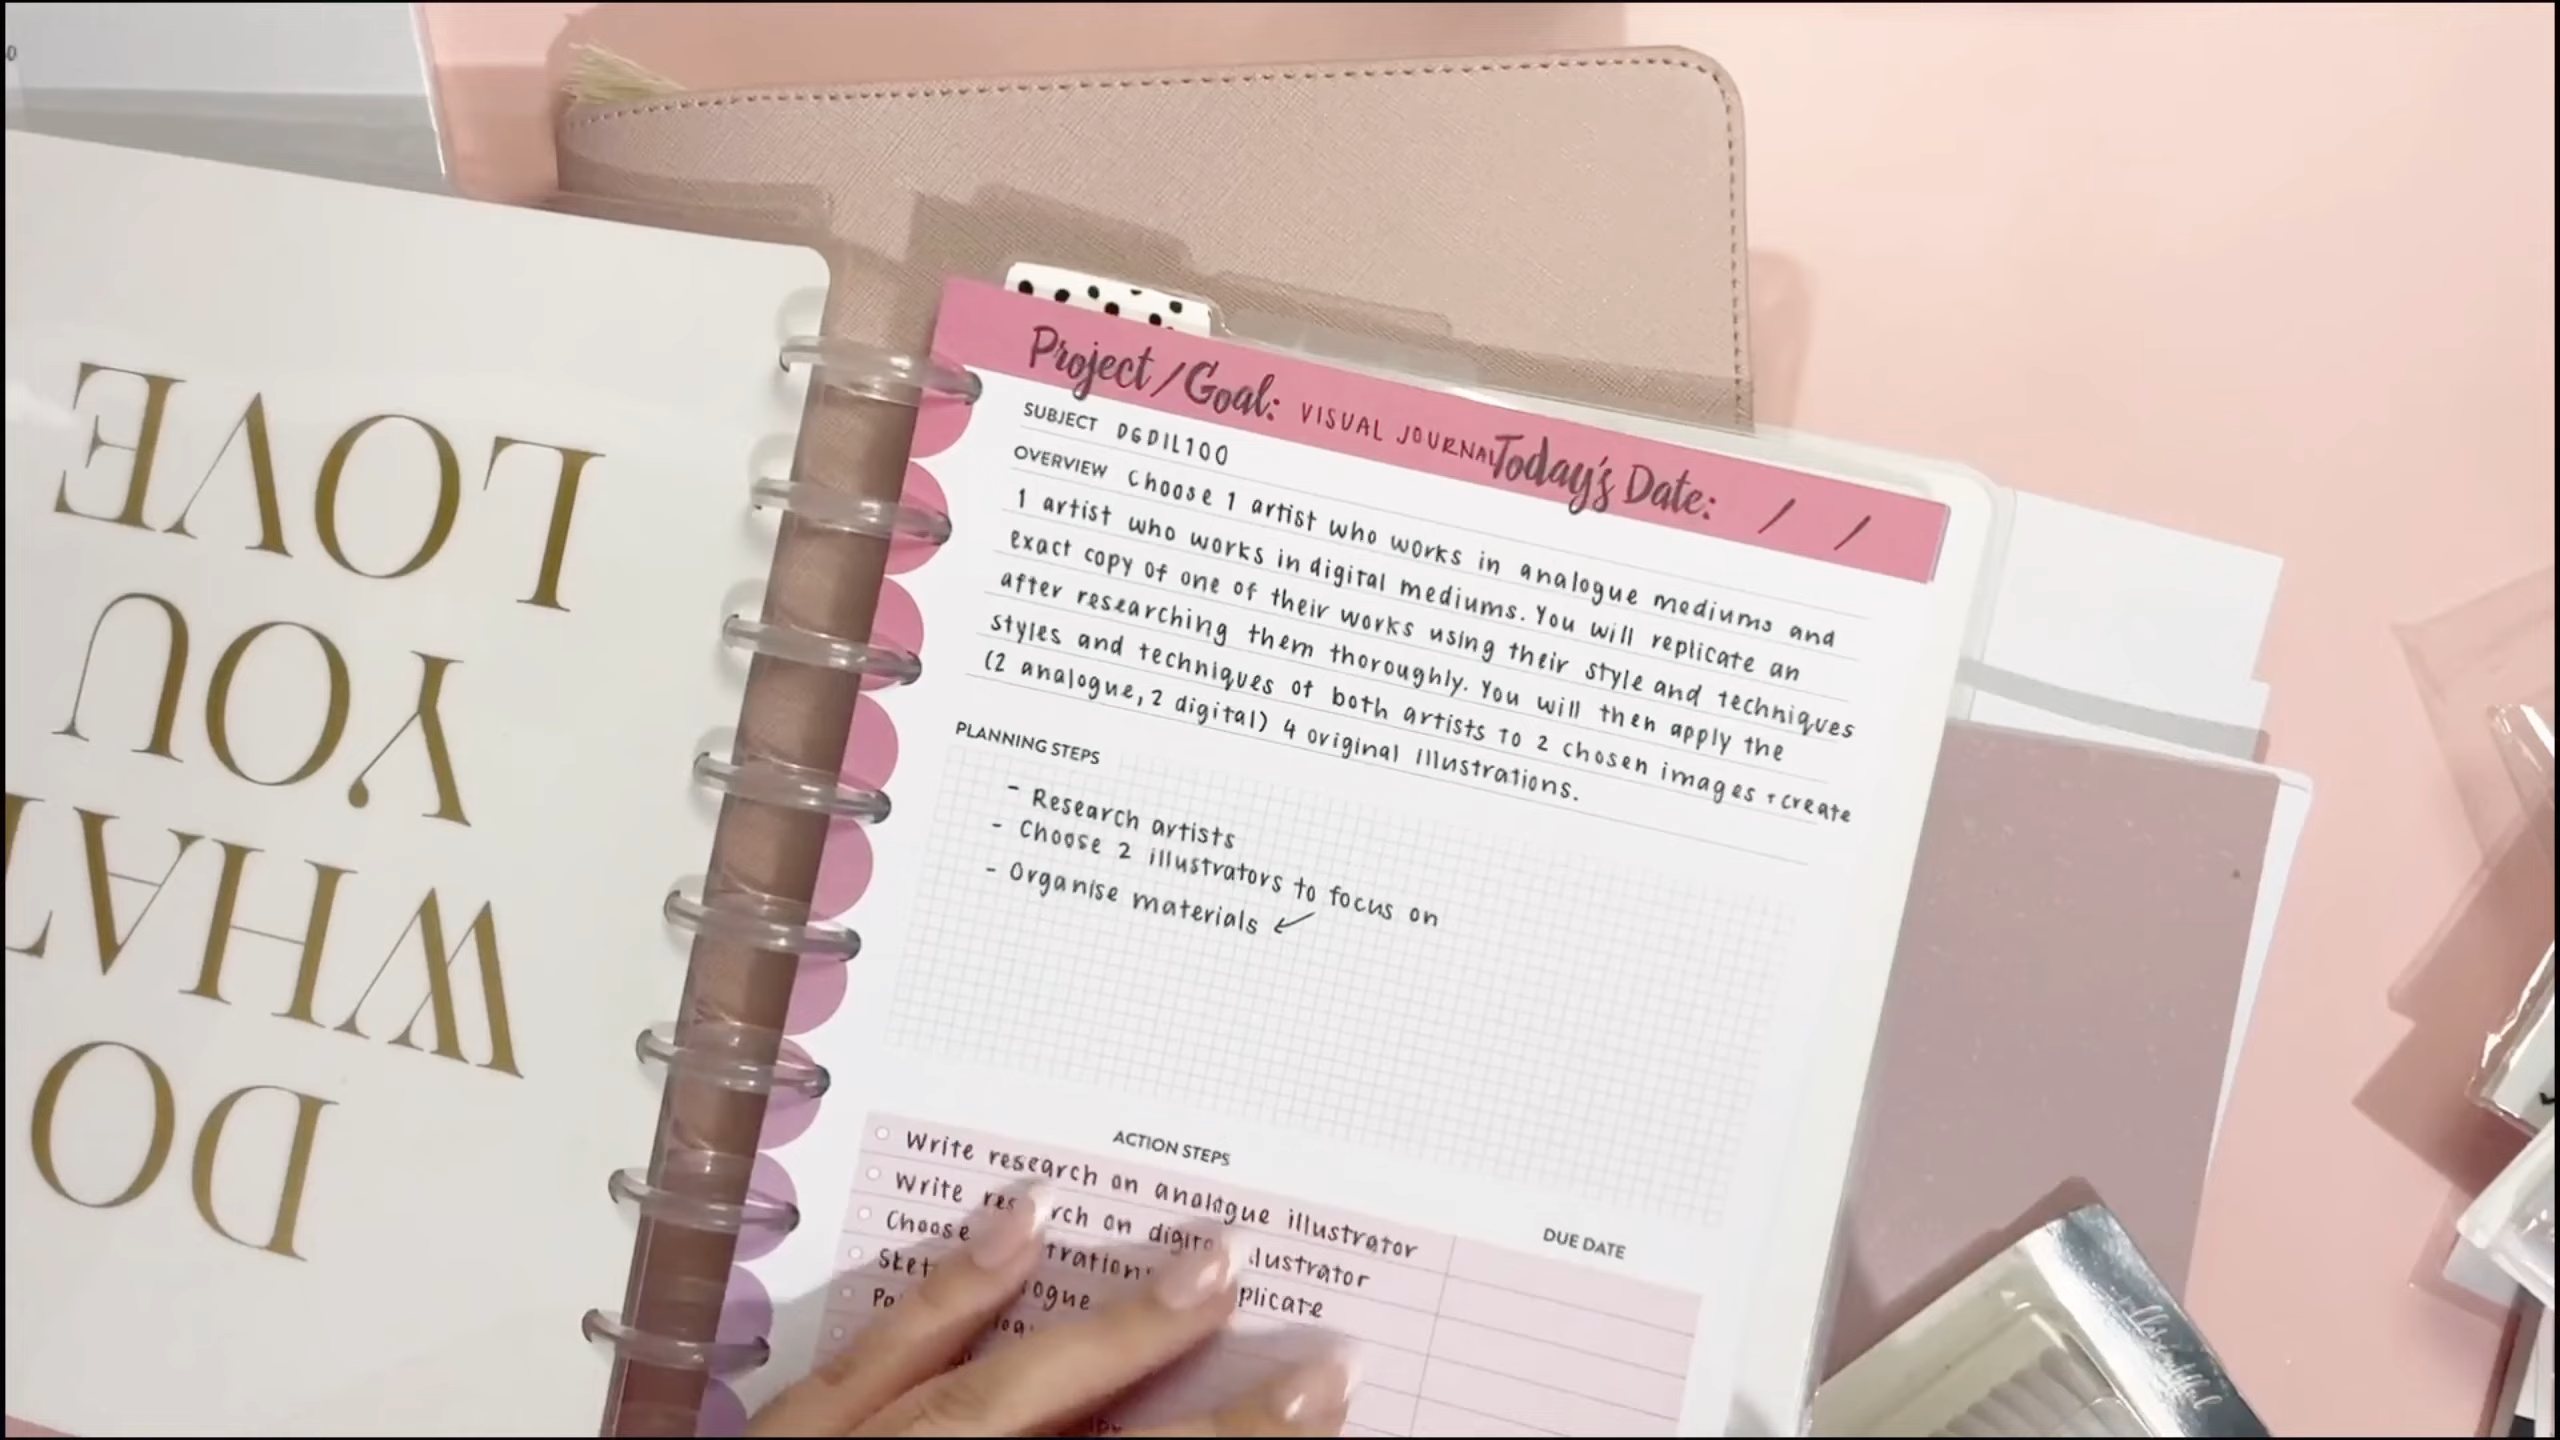 DO
WHAT
YOU
LOVE
Project/Goal: VISUAL JOURNAL Today's Date: / /
SUBJECT DGDIL100
OVERVIEW Choose 1 artist who works in analogue mediums and
1 artist who works in digital mediums. You will replicate an
exact copy of one of their works using their style and techniques
after researching them thoroughly. You will then apply the
styles and techniques of both artists to 2 chosen images + create
(2 analogue, 2 digital) 4 original illustrations.
PLANNING STEPS
- Research artists
- Choose 2 illustrators to focus on
- Organise materials ↙
ACTION STEPS
DUE DATE
Write research on analogue illustrator
Write research on digital illustrator
Choose